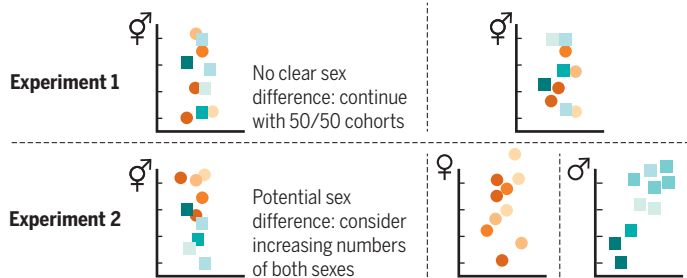 Experiment 1
No clear sex
difference: continue
with 50/50 cohorts
Experiment 2
Potential sex
difference: consider
increasing numbers
of both sexes